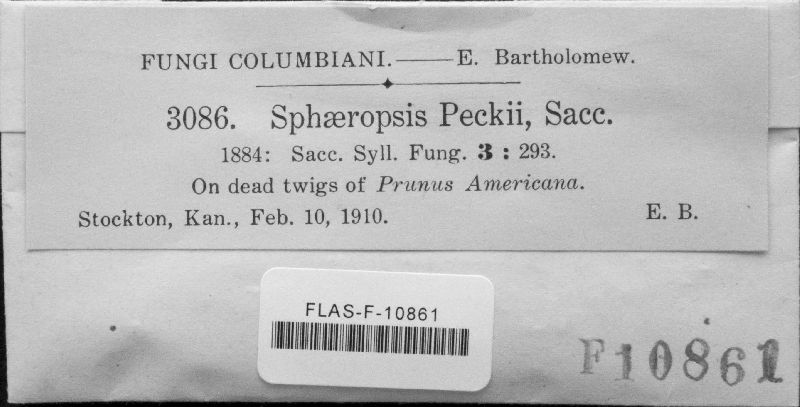 FUNGI COLUMBIANI.——E. Bartholomew.
3086. Sphæropsis Peckii, Sacc.
1884: Sacc. Syll. Fung. 3 : 293.
On dead twigs of Prunus Americana.
Stockton, Kan., Feb. 10, 1910. E. B.
FLAS-F-10861
F10861